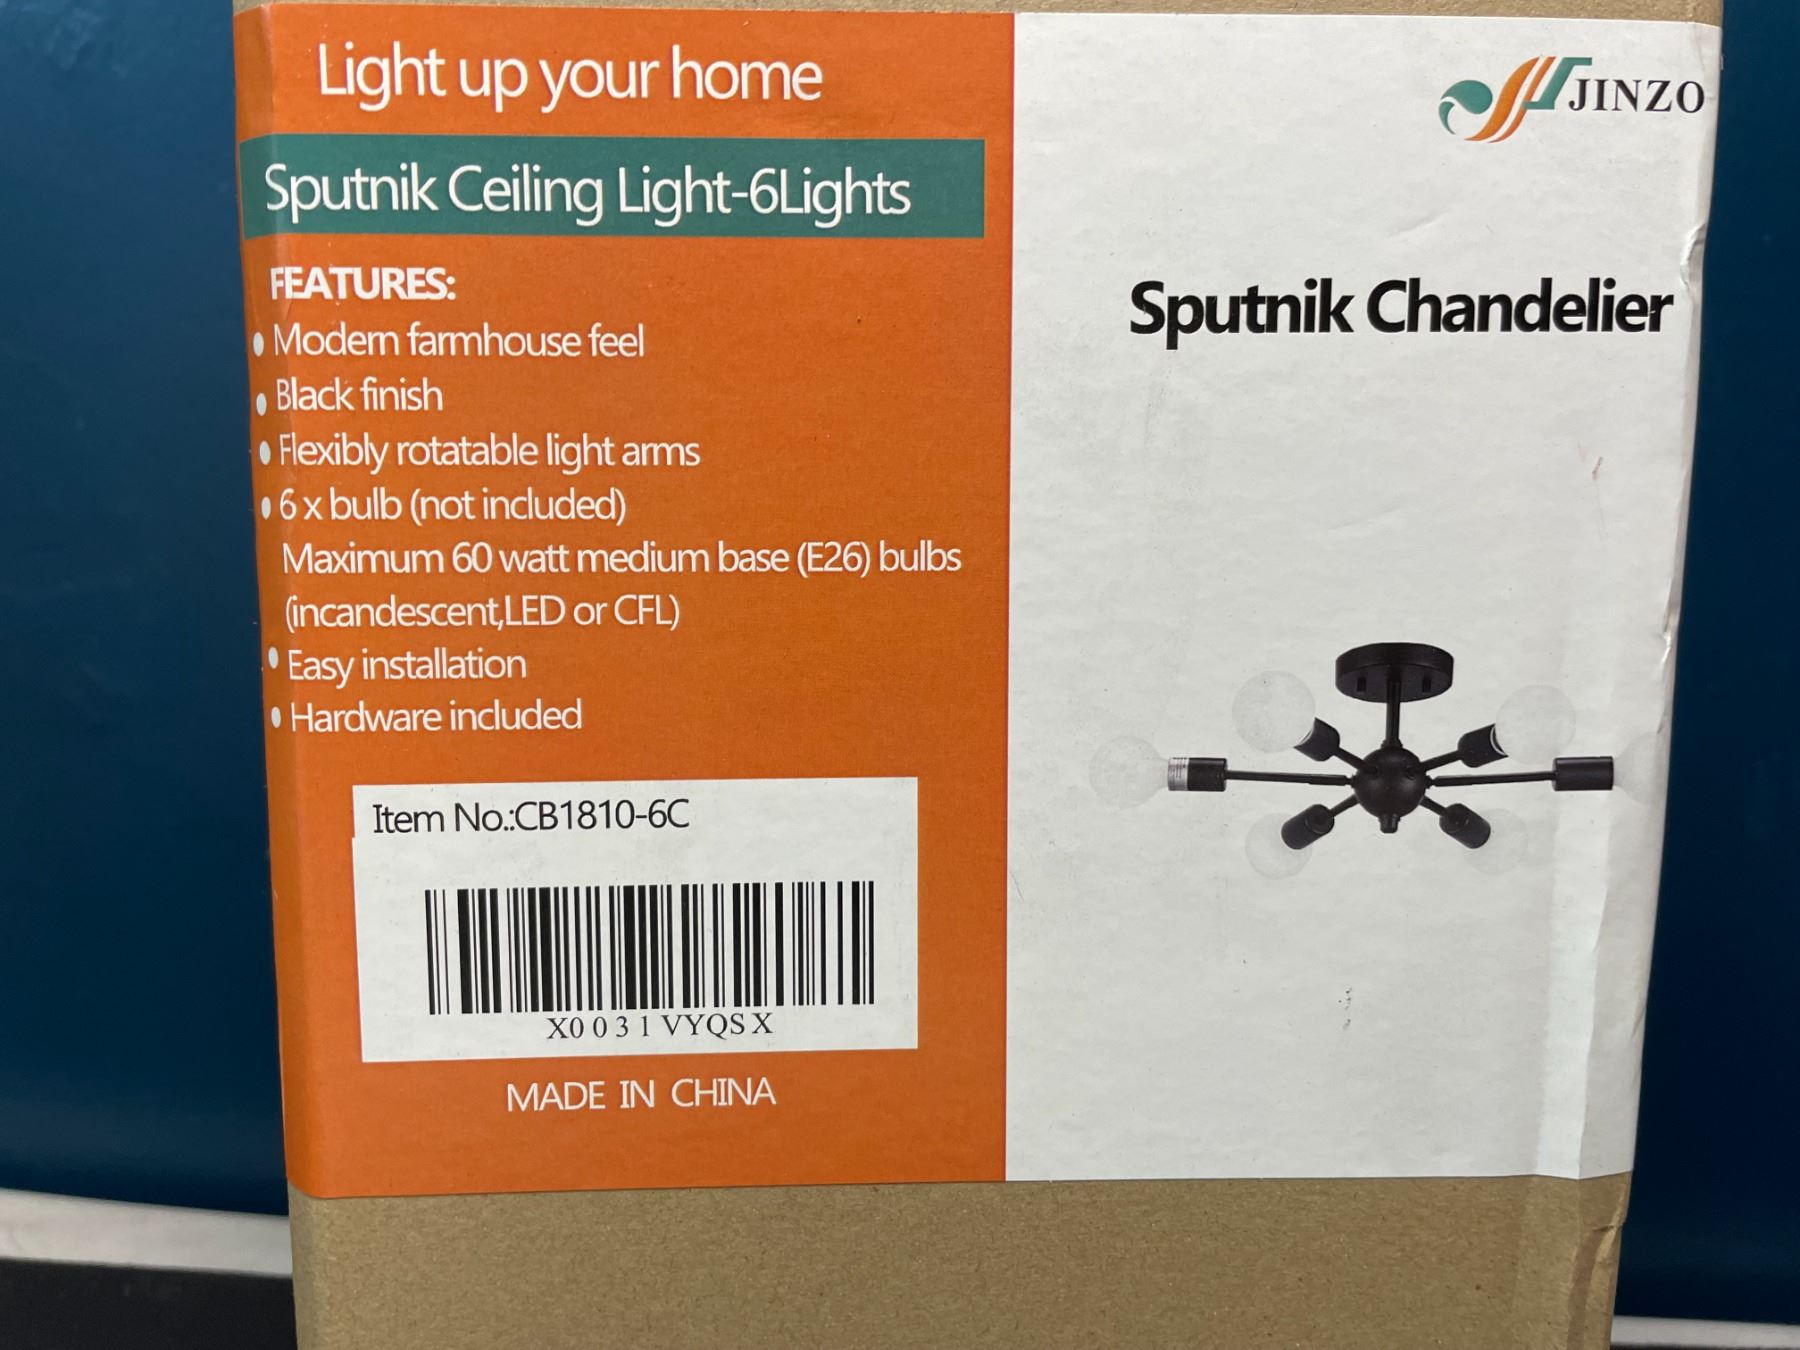 Light up your home
Sputnik Ceiling Light-6Lights
FEATURES:
• Modern farmhouse feel
• Black finish
• Flexibly rotatable light arms
• 6 x bulb (not included)
Maximum 60 watt medium base (E26) bulbs
(incandescent,LED or CFL)
• Easy installation
• Hardware included
Item No.:CB1810-6C
X0031VYQSX
MADE IN CHINA
JINZO
Sputnik Chandelier